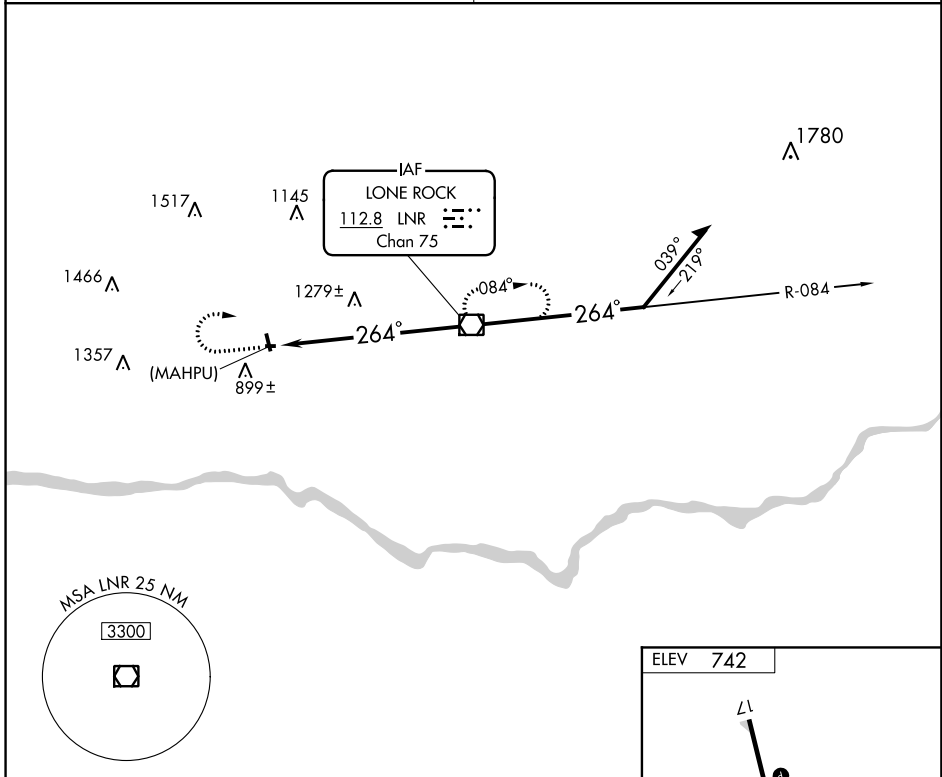 1780
IAF
LONE ROCK
112.8 LNR
Chan 75
1517
1145
039°
219°
1466
1279±
084°
R-084
264°
264°
1357
(MAHPU)
899±
MSA LNR 25 NM
3300
ELEV 742
17